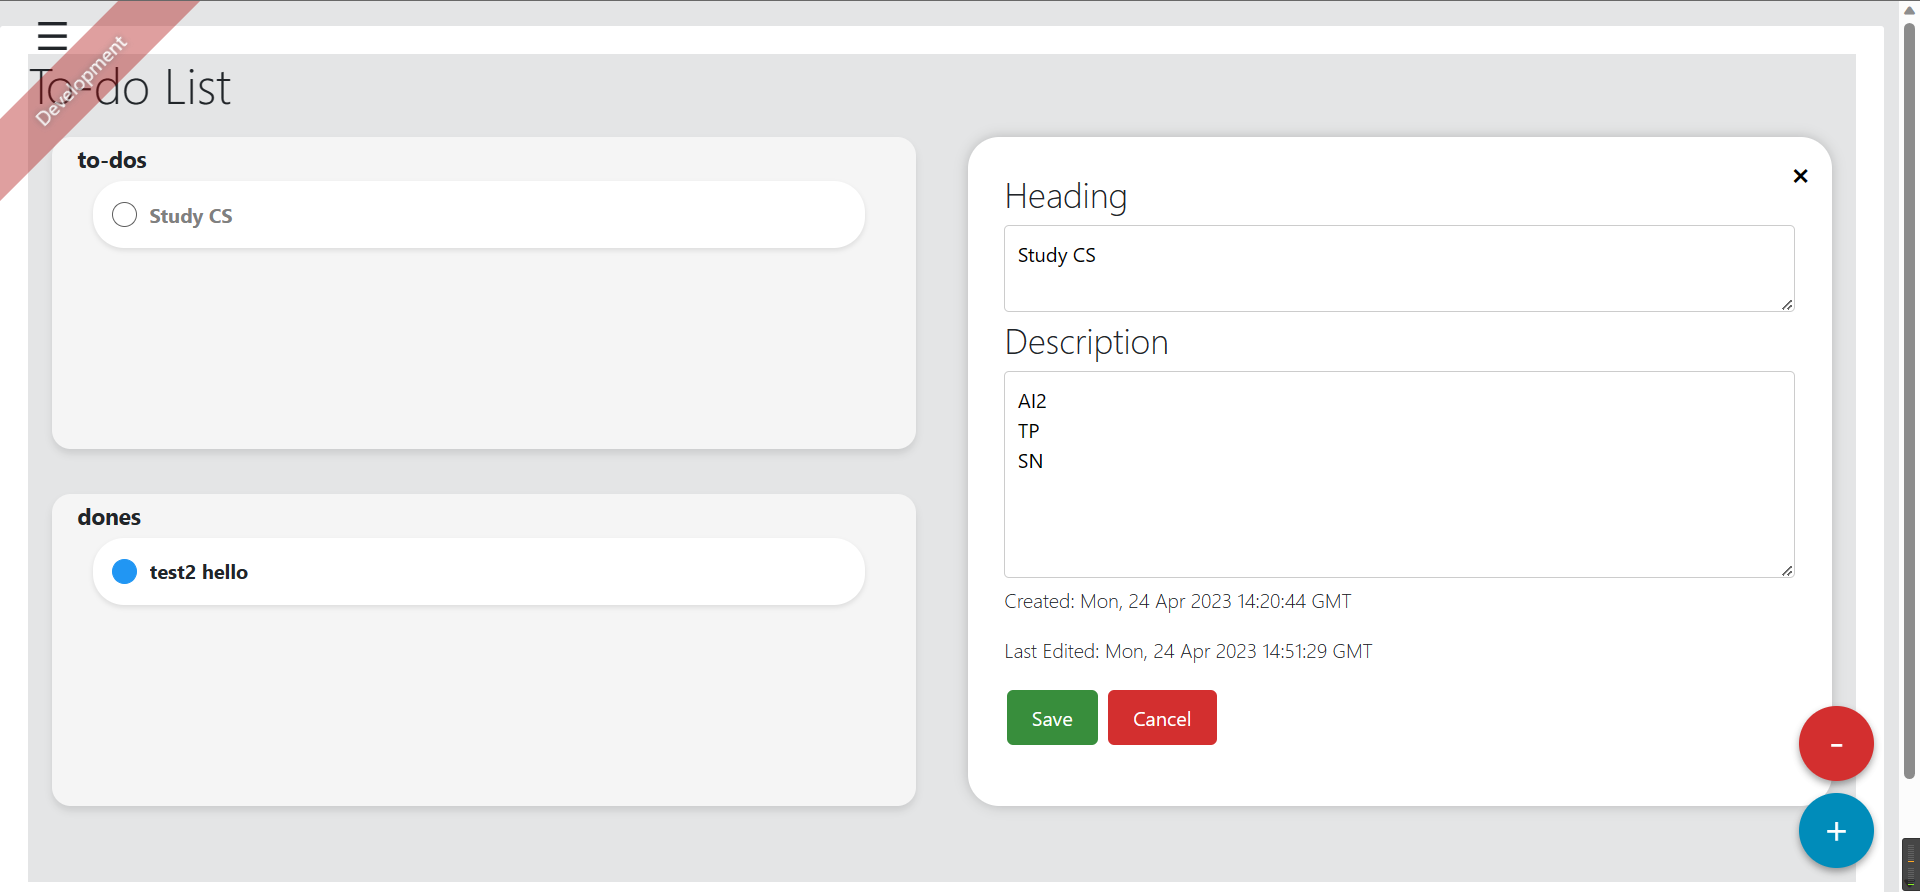 Development
To-do List
to-dos
Study CS
dones
test2 hello
×
Heading
Study CS
Description
AI2
TP
SN
Created: Mon, 24 Apr 2023 14:20:44 GMT
Last Edited: Mon, 24 Apr 2023 14:51:29 GMT
Save
Cancel
-
+